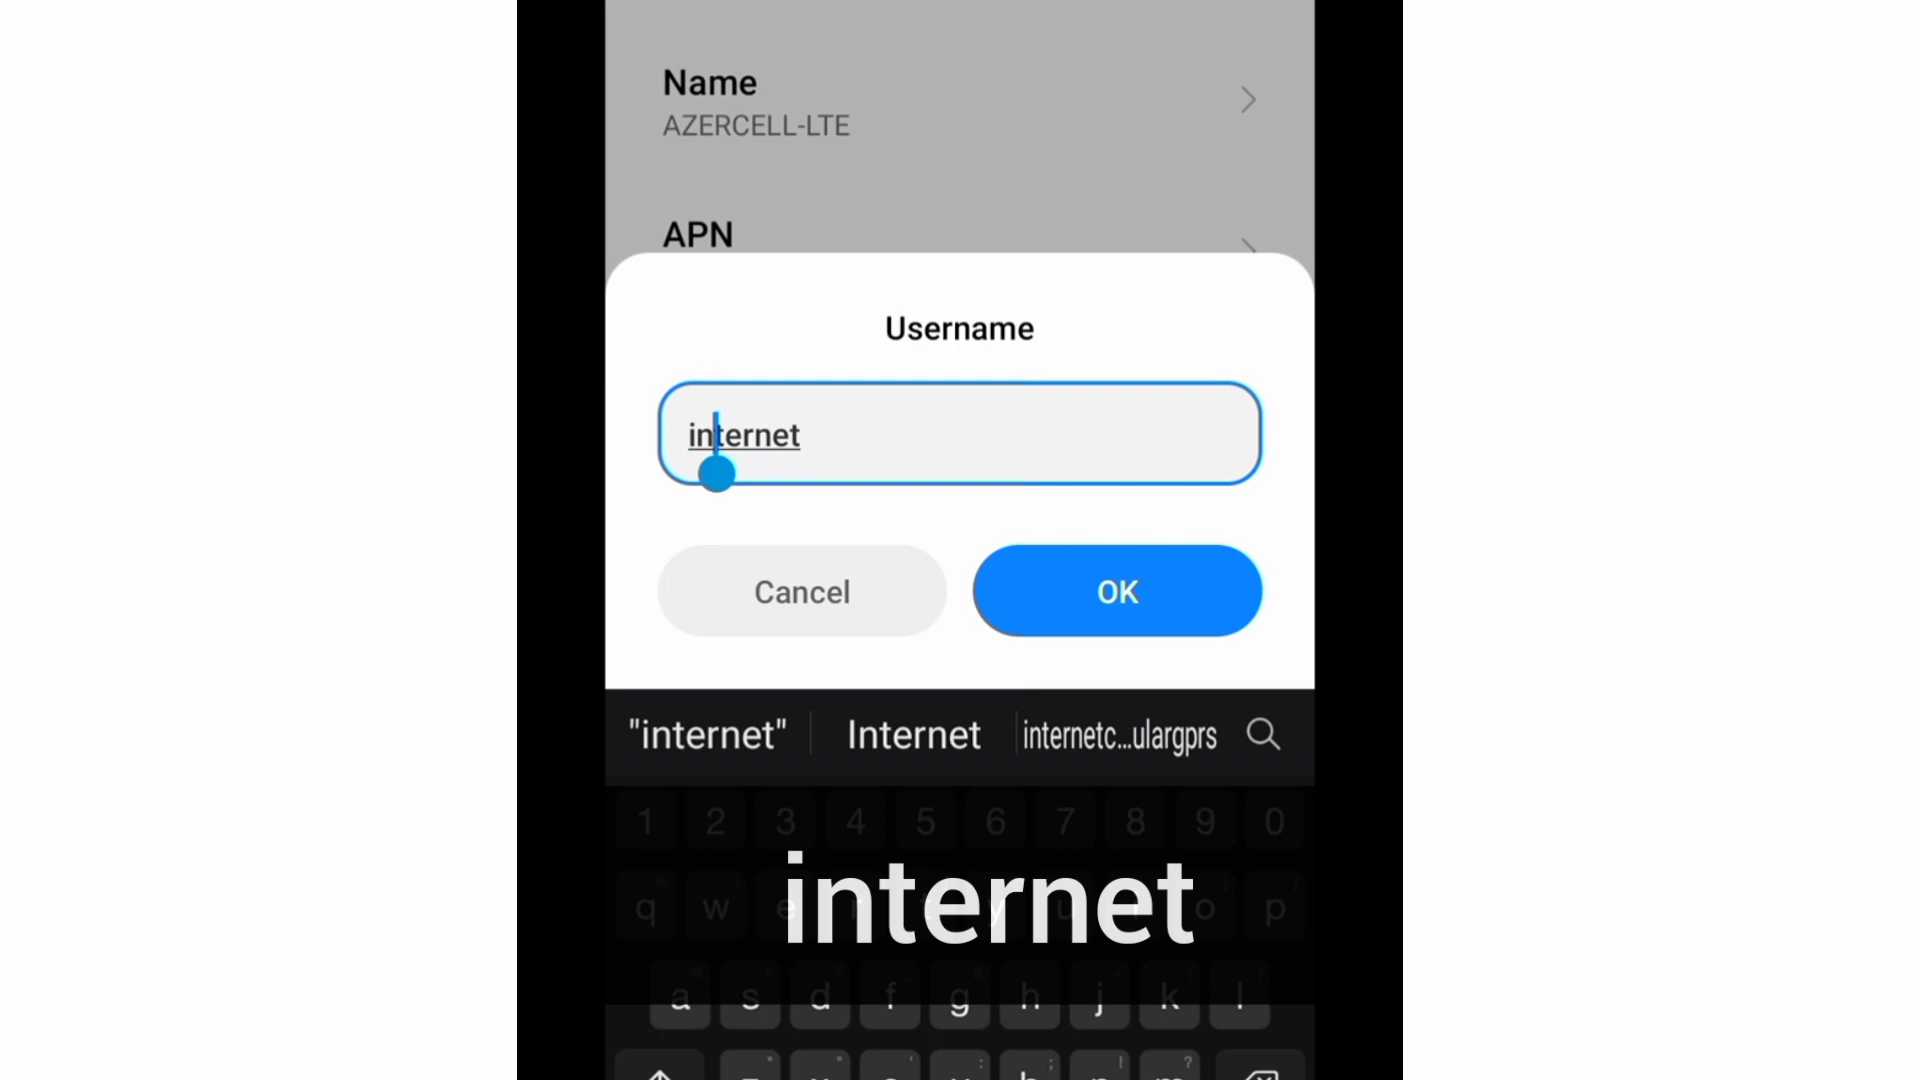 Name
AZERCELL-LTE
APN
Username
internet
Cancel
OK
"internet" Internet internetc...ulargprs
1 2 3 4 5 6 7 8 9 0
internet
q w e r t y u o p
a s d f g h j k l